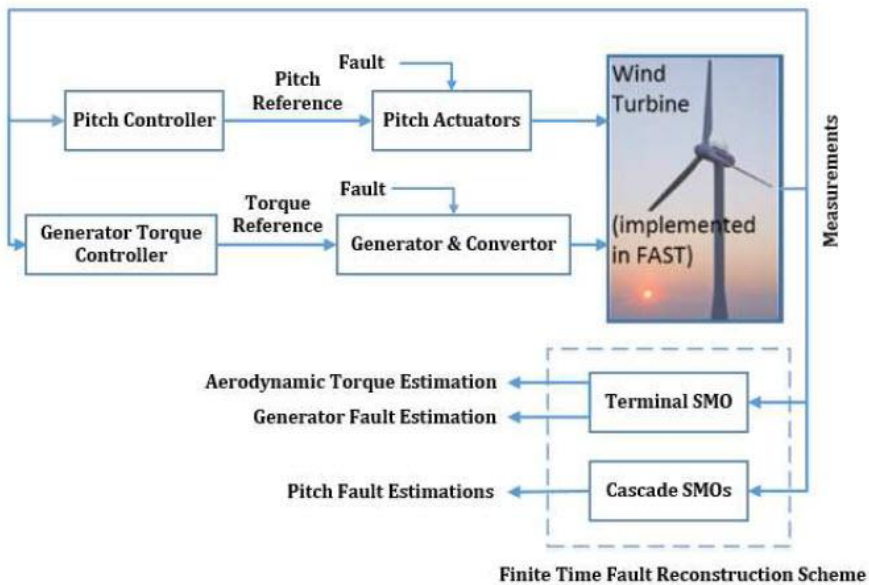 Fault
Pitch
Reference
Pitch Controller
Pitch Actuators
Wind
Turbine
Measurements
Fault
Torque
Reference
Generator Torque
Controller
Generator & Convertor
(implemented
in FAST)
Aerodynamic Torque Estimation
Terminal SMO
Generator Fault Estimation
Pitch Fault Estimations
Cascade SMOs
Finite Time Fault Reconstruction Scheme